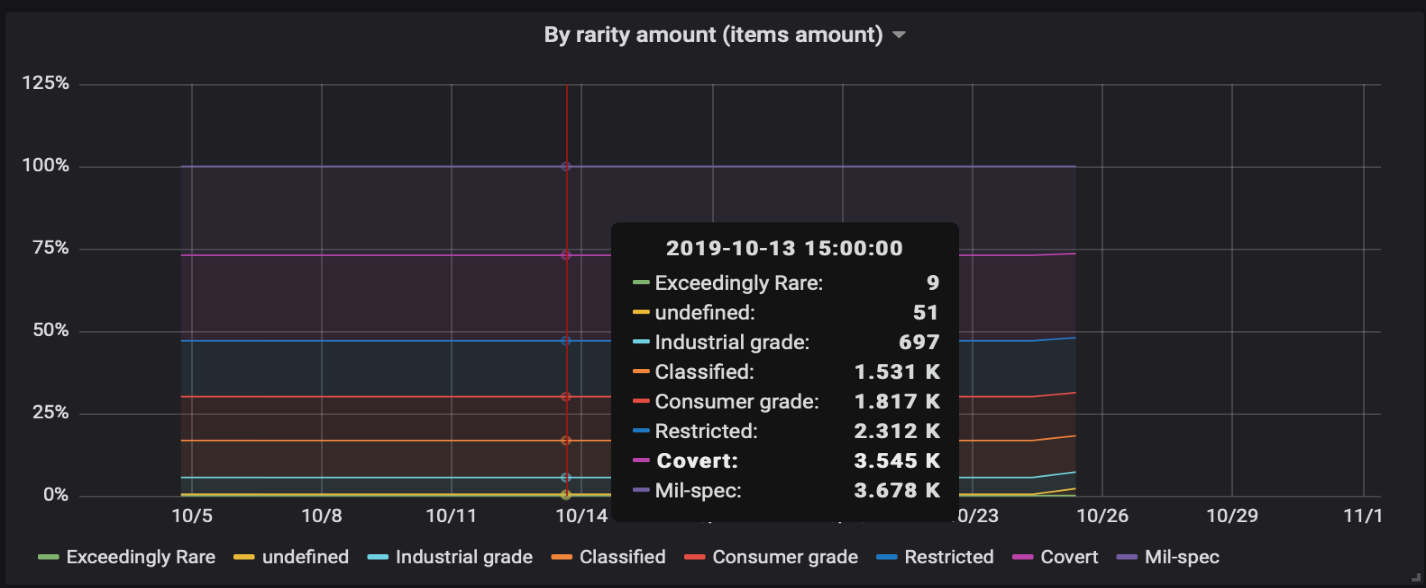 By rarity amount (items amount)
125%
100%
75%
50%
25%
0%
2019-10-13 15:00:00
Exceedingly Rare: 9
undefined: 51
Industrial grade: 697
Classified: 1.531 K
Consumer grade: 1.817 K
Restricted: 2.312 K
Covert: 3.545 K
Mil-spec: 3.678 K
10/5 10/8 10/11 10/14 0/23 10/26 10/29 11/1
Exceedingly Rare undefined Industrial grade Classified Consumer grade Restricted Covert Mil-spec